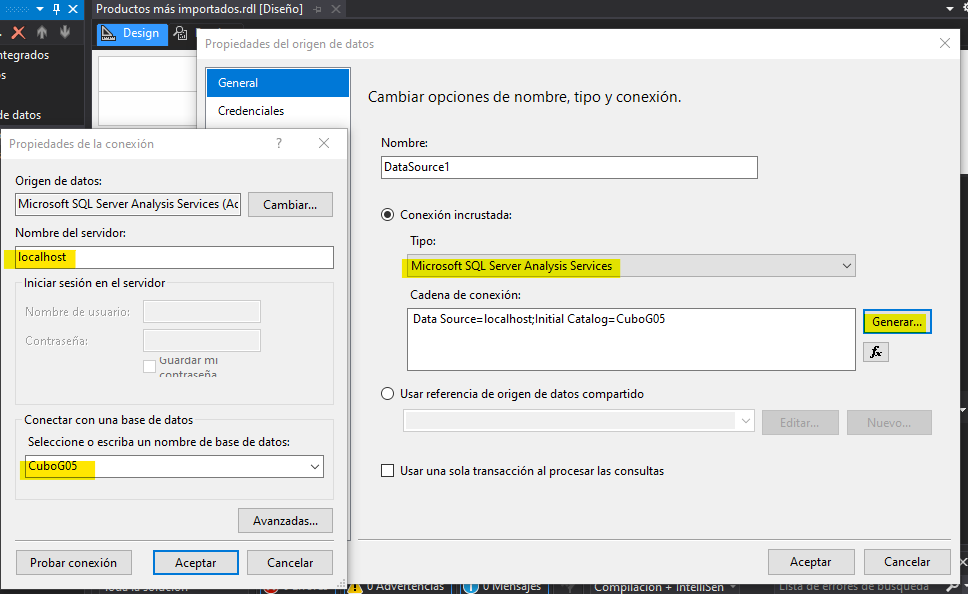 Productos más importados.rdl [Diseño]
Design
ntegrados
s
de datos
Propiedades del origen de datos
General
Credenciales
Cambiar opciones de nombre, tipo y conexión.
Nombre:
DataSource1
Conexión incrustada:
Tipo:
Microsoft SQL Server Analysis Services
Cadena de conexión:
Data Source=localhost;Initial Catalog=CuboG05
Generar...
fx
Usar referencia de origen de datos compartido
Editar...
Nuevo...
Usar una sola transacción al procesar las consultas
Aceptar
Cancelar
Propiedades de la conexión
?
Origen de datos:
Microsoft SQL Server Analysis Services (Ac
Cambiar...
Nombre del servidor:
localhost
Iniciar sesión en el servidor
Nombre de usuario:
Contraseña:
Guardar mi
contraseña
Conectar con una base de datos
Seleccione o escriba un nombre de base de datos:
CuboG05
Avanzadas...
Probar conexión
Aceptar
Cancelar
Toda la solución
0 Errores
0 Advertencias
0 Mensajes
Compilación + IntelliSen
Lista de errores de búsqueda